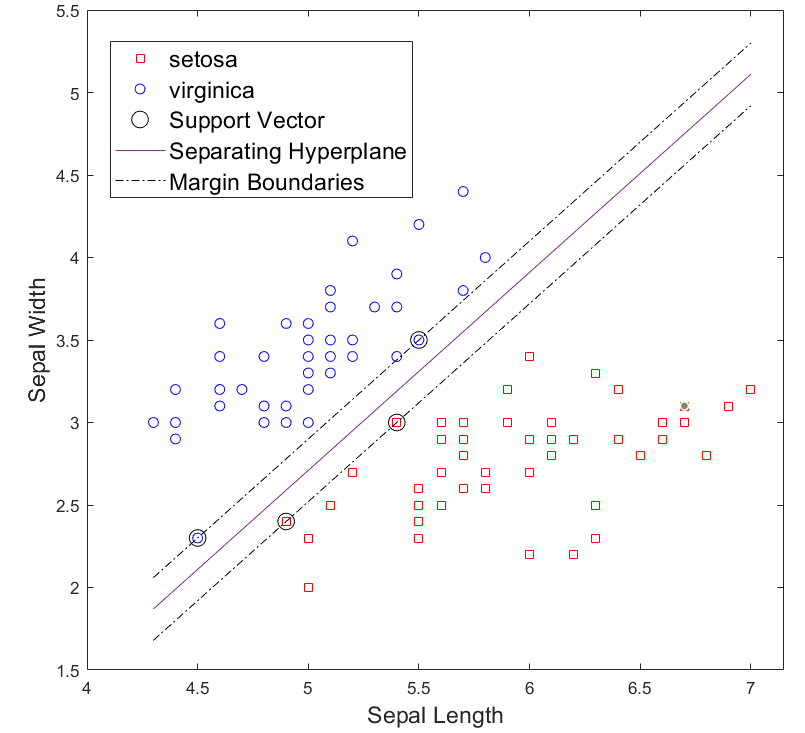 5.5
5
4.5
4
3.5
3
2.5
2
1.5
Sepal Width
setosa
virginica
Support Vector
Separating Hyperplane
Margin Boundaries
4 4.5 5 5.5 6 6.5 7
Sepal Length